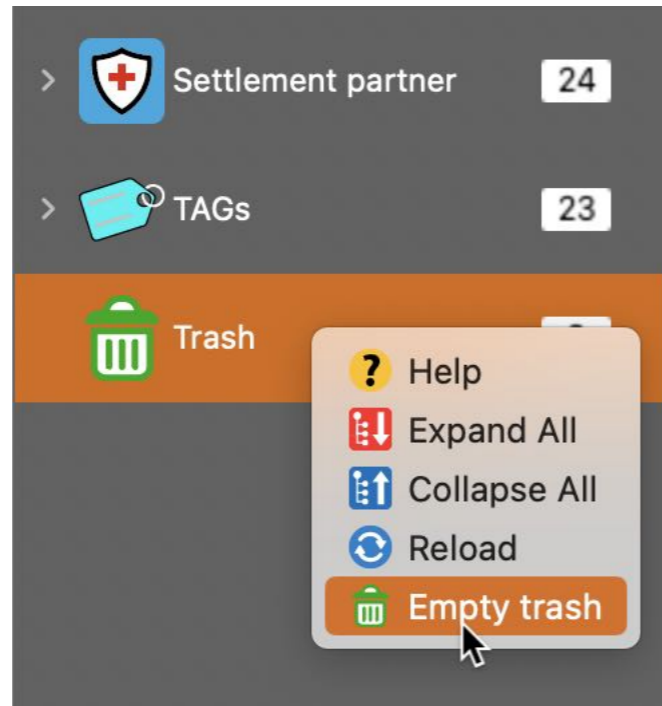 Settlement partner 24
TAGs 23
Trash
Help
Expand All
Collapse All
Reload
Empty trash